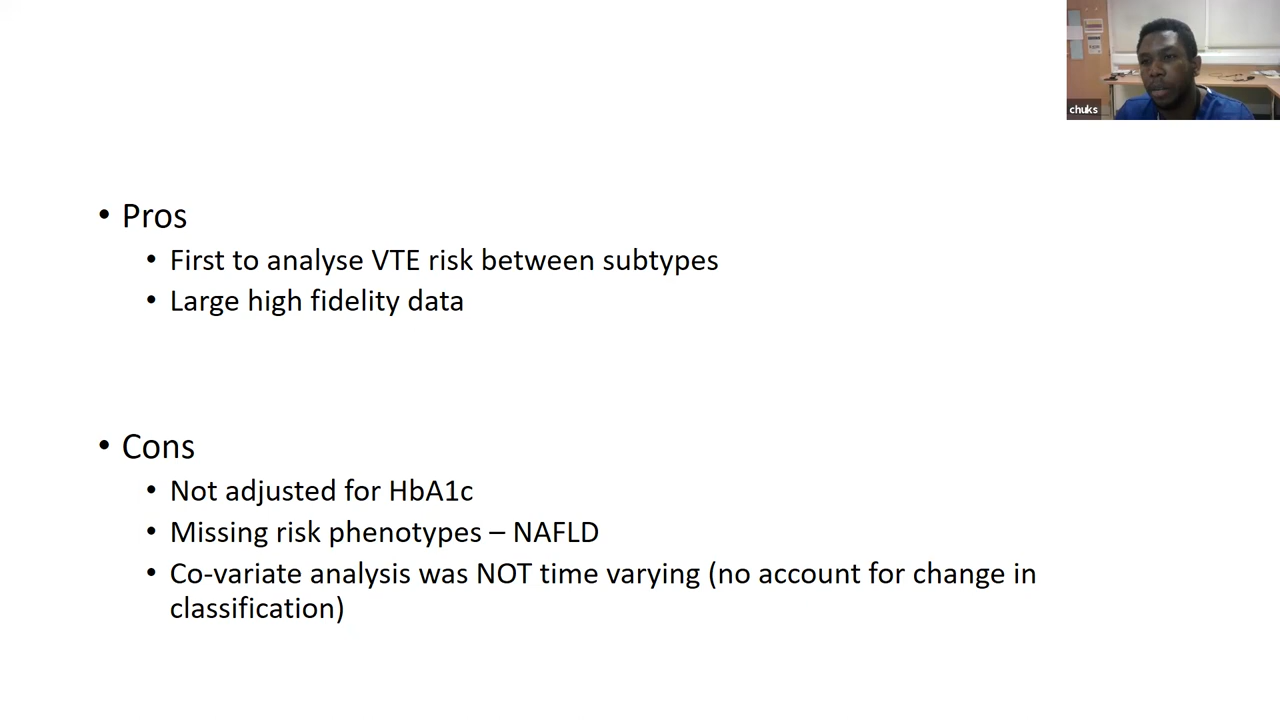 chuks
• Pros
• First to analyse VTE risk between subtypes
• Large high fidelity data
• Cons
• Not adjusted for HbA1c
• Missing risk phenotypes – NAFLD
• Co-variate analysis was NOT time varying (no account for change in
classification)